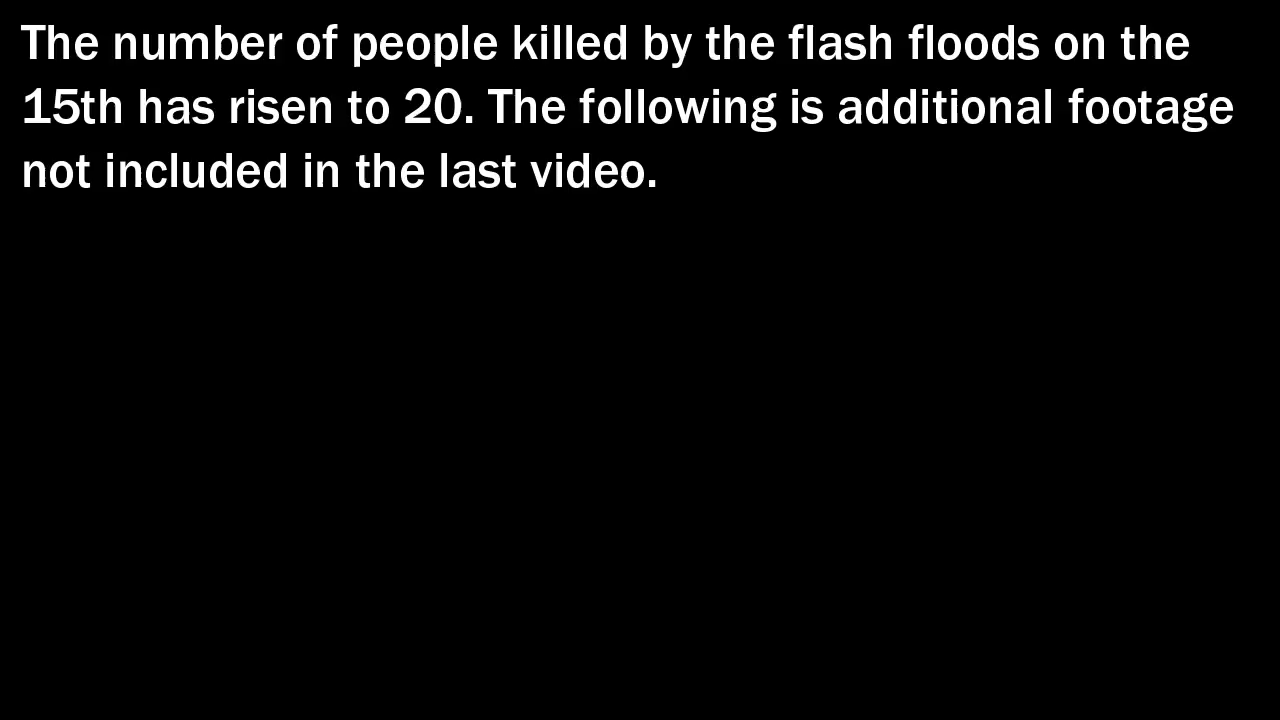 The number of people killed by the flash floods on the
15th has risen to 20. The following is additional footage
not included in the last video.